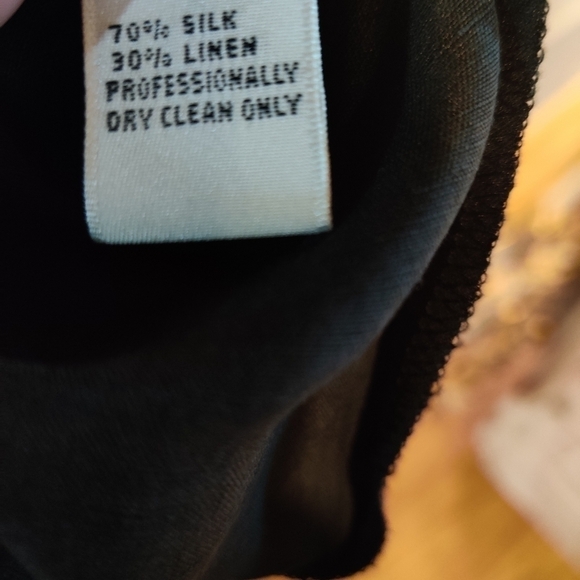 70% SILK
30% LINEN
PROFESSIONALLY
DRY CLEAN ONLY